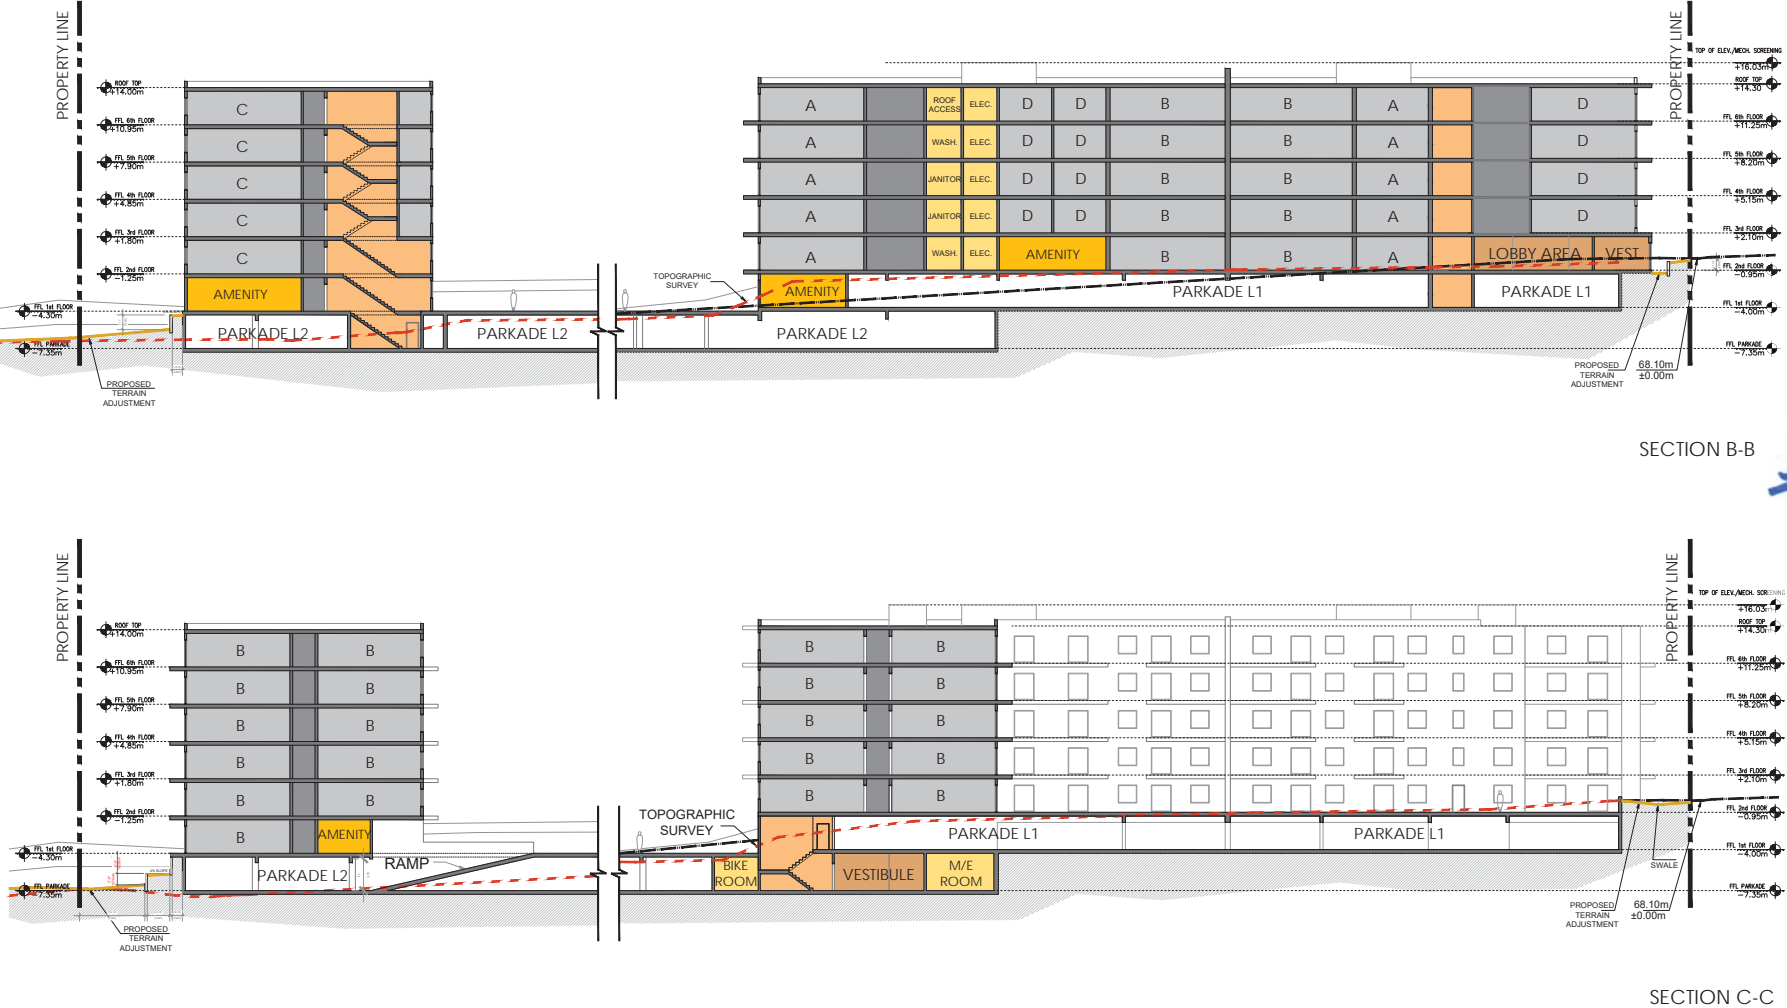 PROPERTY LINE
ROOF TOP
+14.00m
FFL 6th FLOOR
+10.95m
FFL 5th FLOOR
+7.90m
FFL 4th FLOOR
+4.85m
FFL 3rd FLOOR
+1.80m
FFL 2nd FLOOR
-1.25m
FFL 1st FLOOR
-4.30m
FFL PARKADE
-7.35m
C
C
C
C
C
AMENITY
PARKADE L2
PARKADE L2
PROPOSED
TERRAIN
ADJUSTMENT
TOPOGRAPHIC
SURVEY
A
ROOF
ACCESS
ELEC.
D
D
B
B
A
D
A
WASH.
ELEC.
D
D
B
B
A
D
A
JANITOR
ELEC.
D
D
B
B
A
D
A
JANITOR
ELEC.
D
D
B
B
A
D
A
WASH.
ELEC.
AMENITY
B
B
A
LOBBY AREA
VEST
AMENITY
PARKADE L1
PARKADE L1
PARKADE L2
PROPERTY LINE
TOP OF ELEV./MECH. SCREENING
+16.03m
ROOF TOP
+14.30
FFL 6th FLOOR
+11.25m
FFL 5th FLOOR
+8.20m
FFL 4th FLOOR
+5.15m
FFL 3rd FLOOR
+2.10m
FFL 2nd FLOOR
-0.95m
FFL 1st FLOOR
-4.00m
FFL PARKADE
-7.35m
PROPOSED
TERRAIN
ADJUSTMENT
68.10m
±0.00m
SECTION B-B
PROPERTY LINE
ROOF TOP
+14.00m
FFL 6th FLOOR
+10.95m
FFL 5th FLOOR
+7.90m
FFL 4th FLOOR
+4.85m
FFL 3rd FLOOR
+1.80m
FFL 2nd FLOOR
-1.25m
FFL 1st FLOOR
-4.30m
FFL PARKADE
-7.35m
B
B
B
B
B
B
B
B
B
B
B
AMENITY
PARKADE L2
RAMP
PROPOSED
TERRAIN
ADJUSTMENT
TOPOGRAPHIC
SURVEY
B
B
B
B
B
B
B
B
B
B
PARKADE L1
PARKADE L1
BIKE
ROOM
VESTIBULE
M/E
ROOM
PROPERTY LINE
TOP OF ELEV./MECH. SCREENING
+16.03m
ROOF TOP
+14.30m
FFL 6th FLOOR
+11.25m
FFL 5th FLOOR
+8.20m
FFL 4th FLOOR
+5.15m
FFL 3rd FLOOR
+2.10m
FFL 2nd FLOOR
-0.95m
FFL 1st FLOOR
-4.00m
FFL PARKADE
-7.35m
SWALE
PROPOSED
TERRAIN
ADJUSTMENT
68.10m
±0.00m
SECTION C-C